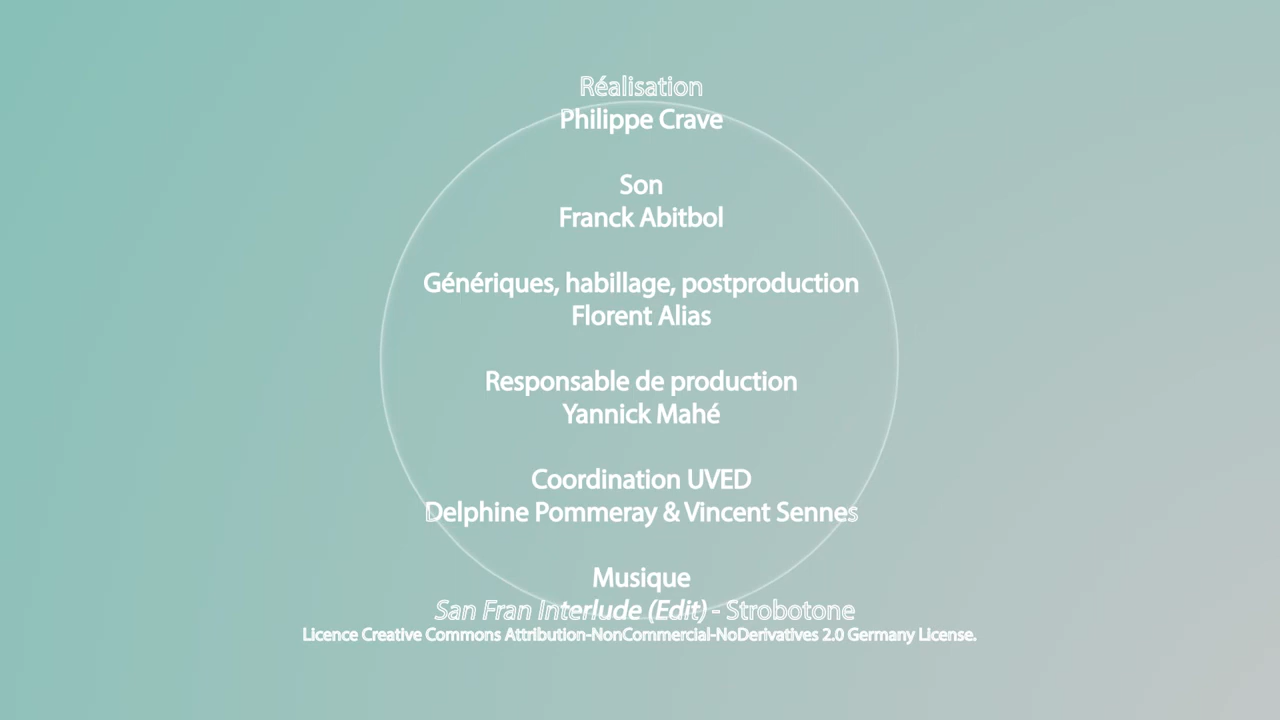 Réalisation
Philippe Crave
Son
Franck Abitbol
Génériques, habillage, postproduction
Florent Alias
Responsable de production
Yannick Mahé
Coordination UVED
Delphine Pommeray & Vincent Sennes
Musique
San Fran Interlude (Edit) - Strobotone
Licence Creative Commons Attribution-NonCommercial-NoDerivatives 2.0 Germany License.